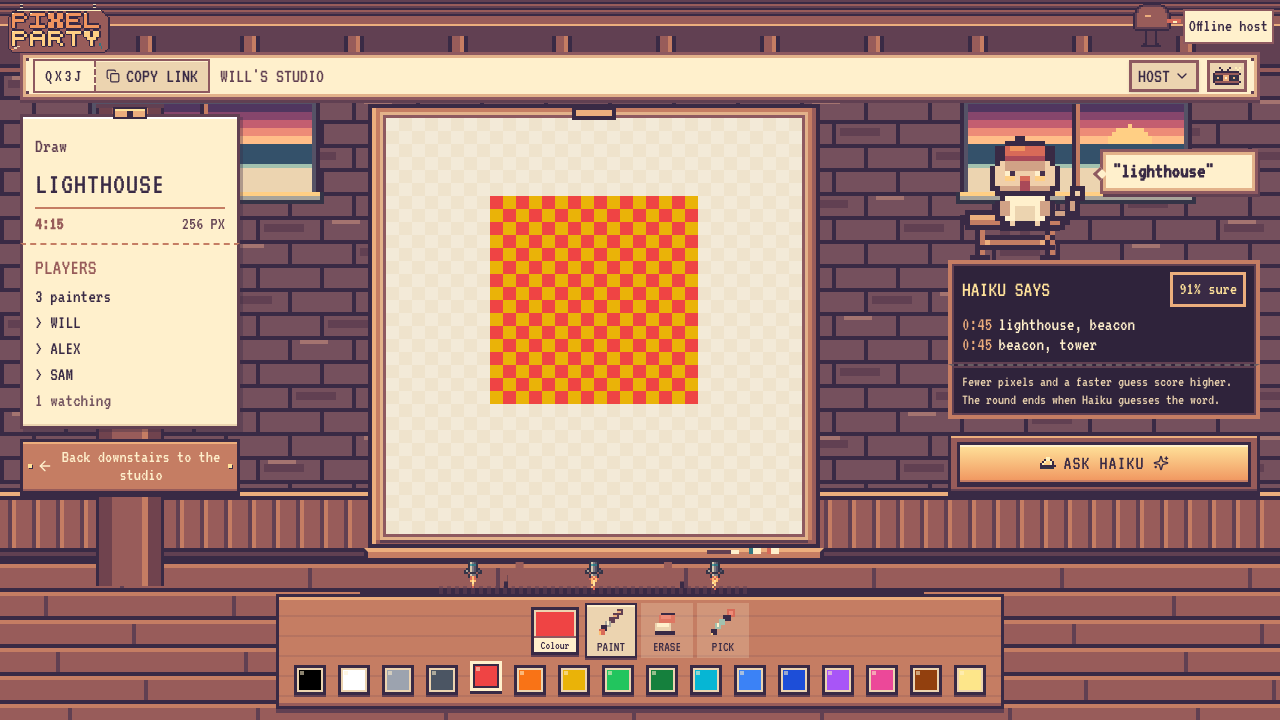 PIXEL
PARTY
Offline host
QX3J
COPY LINK
WILL'S STUDIO
HOST
Draw
LIGHTHOUSE
4:15
256 PX
PLAYERS
3 painters
> WILL
> ALEX
> SAM
1 watching
Back downstairs to the
studio
"lighthouse"
HAIKU SAYS
91% sure
0:45 lighthouse, beacon
0:45 beacon, tower
Fewer pixels and a faster guess score higher.
The round ends when Haiku guesses the word.
ASK HAIKU
Colour
PAINT
ERASE
PICK